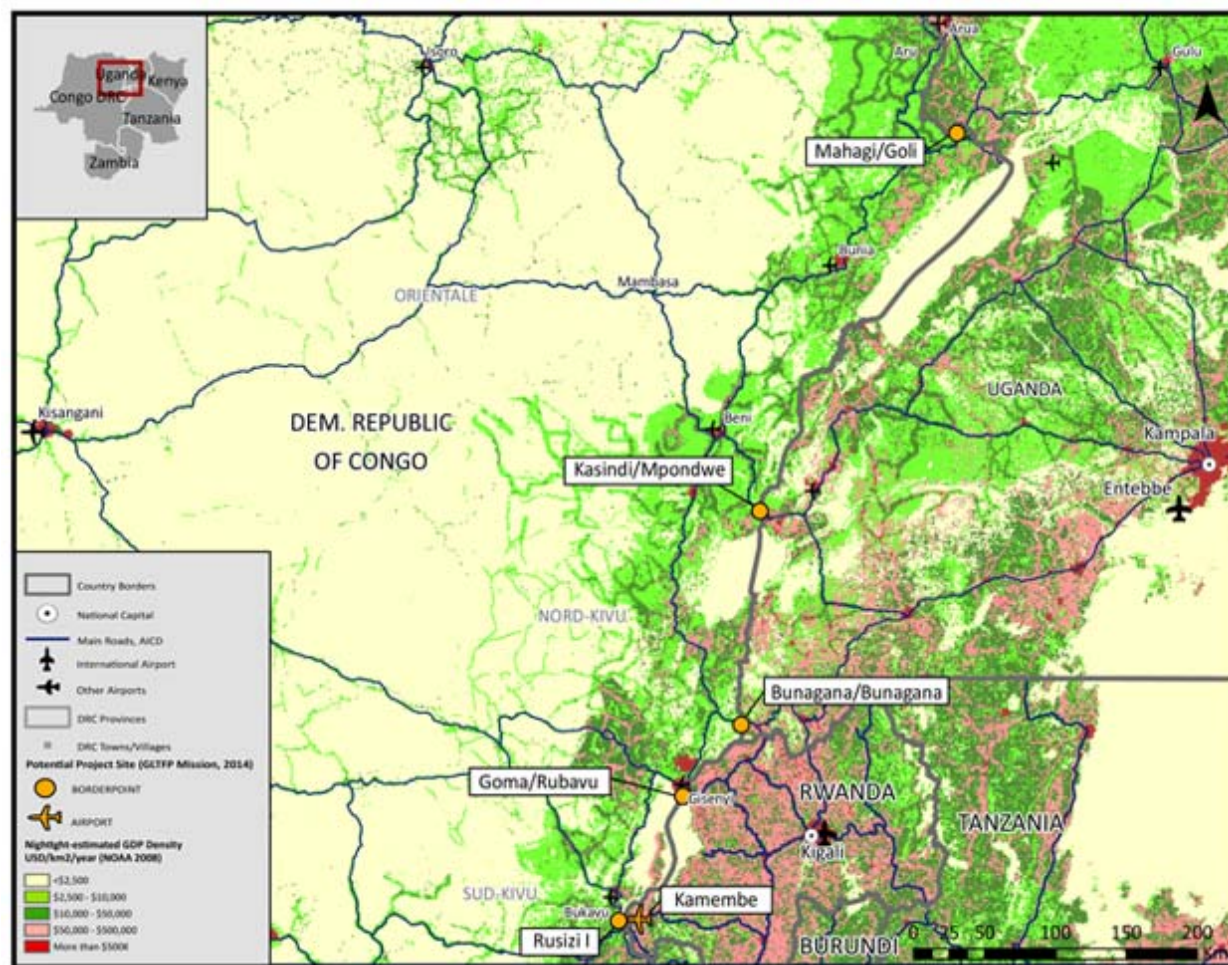 Uganda
Kenya
Congo DRC
Tanzania
Zambia
Isoro
Arua
Aru
Gulu
N
Mahagi/Goli
Bunia
Mambasa
ORIENTALE
UGANDA
Kisangani
DEM. REPUBLIC
OF CONGO
Beni
Kampala
Kasindi/Mpondwe
Entebbe
NORD-KIVU
Bunagana/Bunagana
Goma/Rubavu
Gisenyi
RWANDA
TANZANIA
Kigali
SUD-KIVU
Kamembe
Bukavu
Rusizi I
BURUNDI
0 25 50 100 150 200
Km
Country Borders
National Capital
Main Roads, AICD
International Airport
Other Airports
DRC Provinces
DRC Towns/Villages
Potential Project Site (GLTFP Mission, 2014)
BORDERPOINT
AIRPORT
Nightlight-estimated GDP Density
USD/km2/year (NOAA 2008)
<$2,500
$2,500 - $10,000
$10,000 - $50,000
$50,000 - $500,000
More than $500K